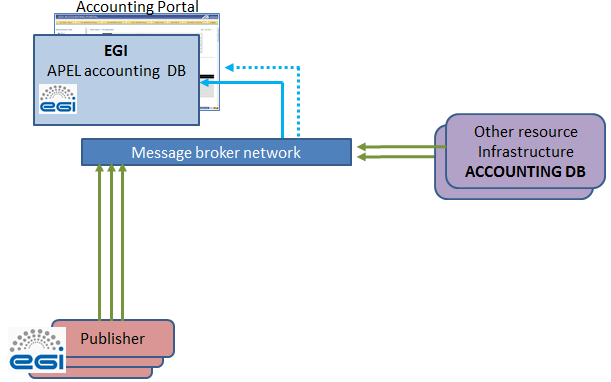 Accounting Portal
EGI
APEL accounting DB
egi
Message broker network
Other resource
Infrastructure
ACCOUNTING DB
Publisher
egi